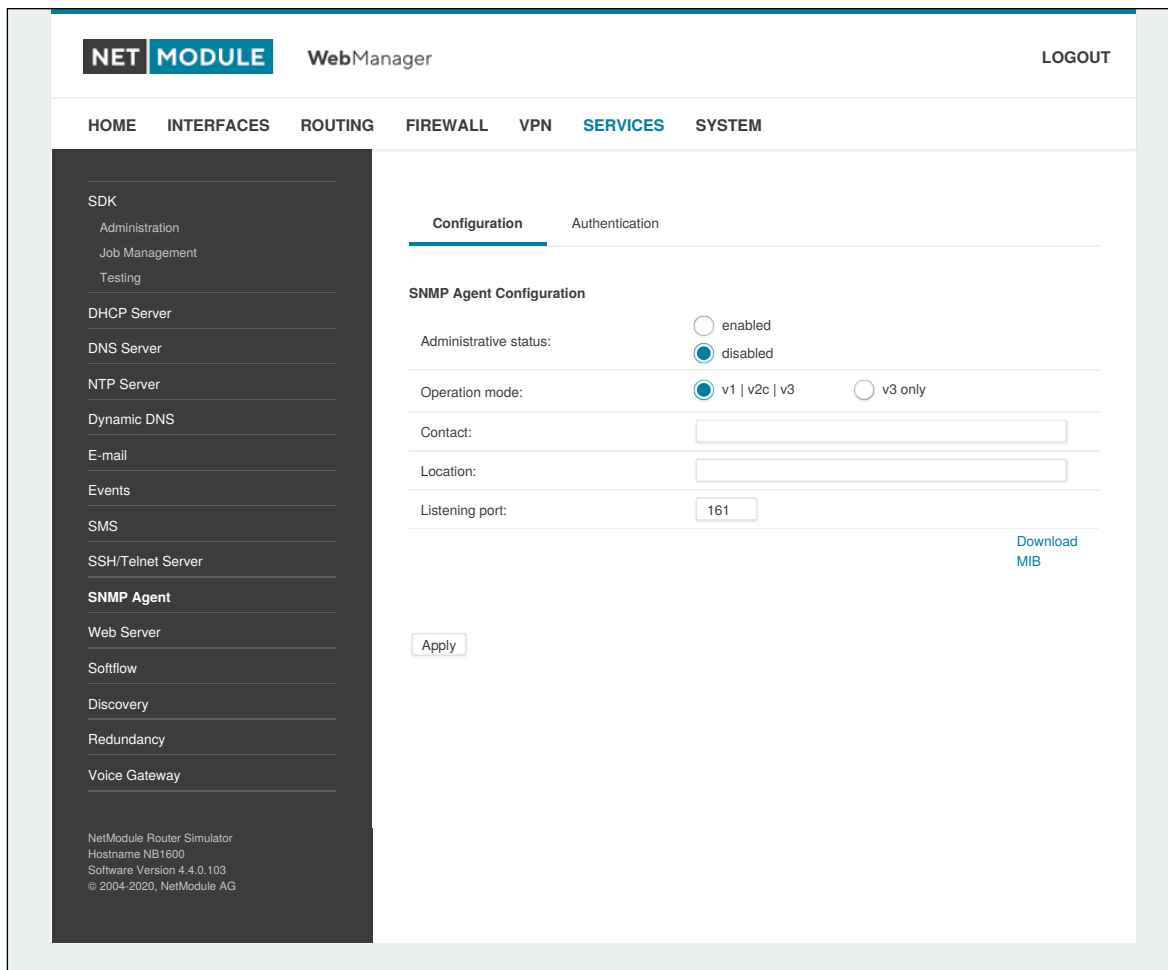 NET MODULE WebManager LOGOUT
HOME INTERFACES ROUTING FIREWALL VPN SERVICES SYSTEM
SDK
Administration
Job Management
Testing
DHCP Server
DNS Server
NTP Server
Dynamic DNS
E-mail
Events
SMS
SSH/Telnet Server
SNMP Agent
Web Server
Softflow
Discovery
Redundancy
Voice Gateway
NetModule Router Simulator
Hostname NB1600
Software Version 4.4.0.103
© 2004-2020, NetModule AG
Configuration Authentication
SNMP Agent Configuration
Administrative status:
enabled
disabled
Operation mode: v1 | v2c | v3 v3 only
Contact:
Location:
Listening port: 161
Download
MIB
Apply